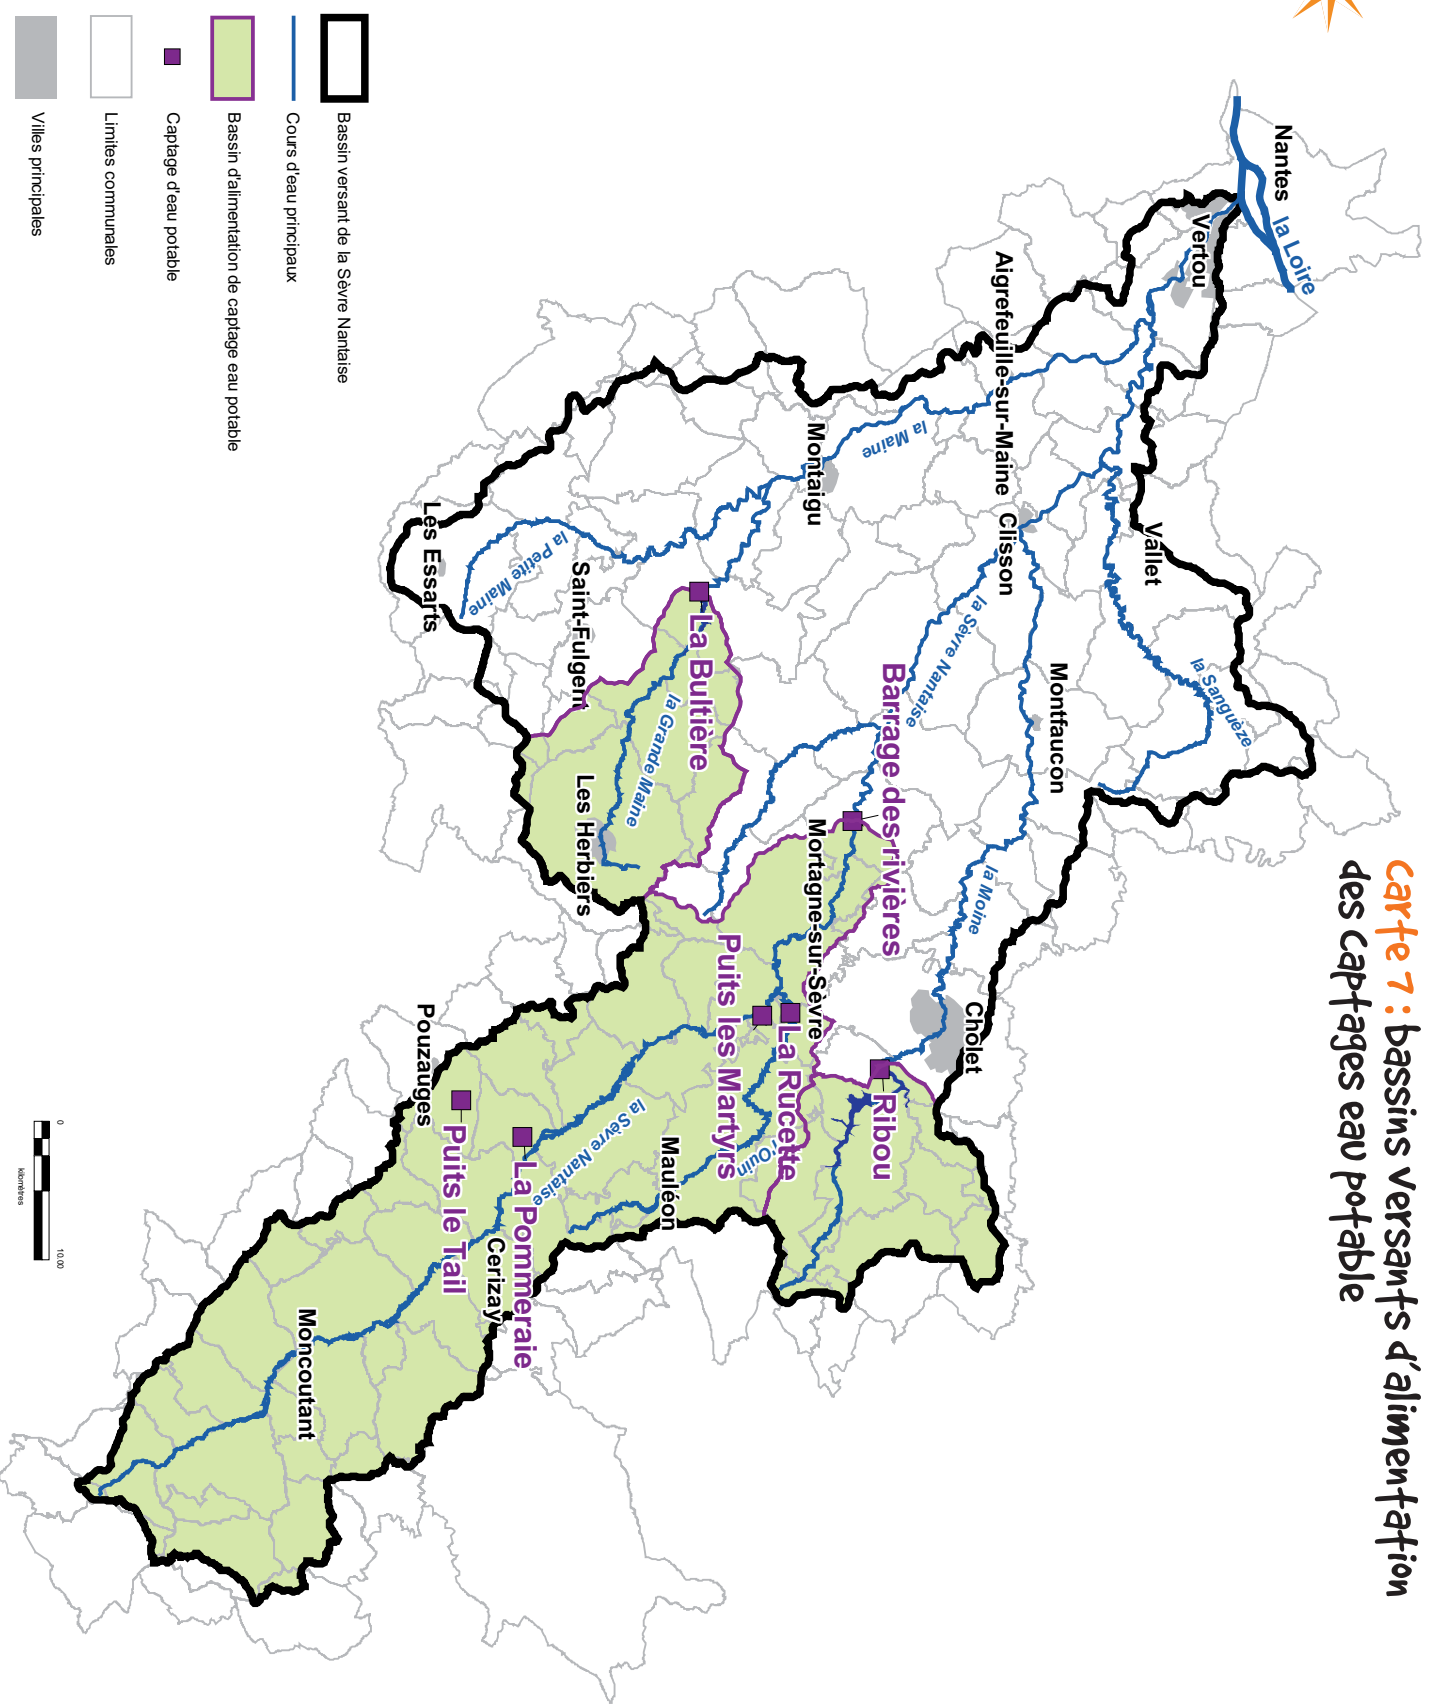 Carte 7 : bassins versants d'alimentation
des captages eau potable
Nantes
la Loire
Vertou
Aigrefeuille-sur-Maine
Vallet
la Sanguèze
Clisson
la Maine
Montaigu
la Sèvre Nantaise
Montfaucon
la Moine
Barrage des rivières
Mortagne-sur-Sèvre
Cholet
Ribou
La Rucette
Puits les Martyrs
l'Ouin
Mauléon
La Bultière
la Grande Maine
Les Herbiers
Saint-Fulgent
la Petite Maine
Les Essarts
la Sèvre Nantaise
Pouzauges
Puits le Tail
La Pommeraie
Cerizay
Moncoutant
Bassin versant de la Sèvre Nantaise
Cours d'eau principaux
Bassin d'alimentation de captage eau potable
Captage d'eau potable
Limites communales
Villes principales
0
10.00
kilomètres